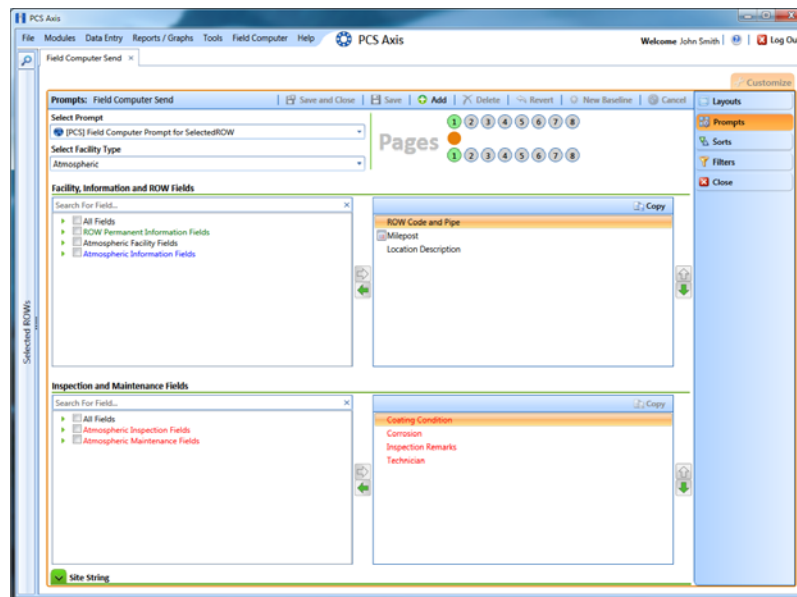 PCS Axis
File Modules Data Entry Reports / Graphs Tools Field Computer Help PCS Axis Welcome John Smith | Log Ou
Field Computer Send ×
Customize
Prompts: Field Computer Send | Save and Close | Save | Add | Delete | Revert | New Baseline | Cancel
Layouts
Prompts
Sorts
Filters
Close
Select Prompt
[PCS] Field Computer Prompt for SelectedROW
Select Facility Type
Atmospheric
Pages
1 2 3 4 5 6 7 8
1 2 3 4 5 6 7 8
Facility, Information and ROW Fields
Search For Field... ×
All Fields
ROW Permanent Information Fields
Atmospheric Facility Fields
Atmospheric Information Fields
Copy
ROW Code and Pipe
Milepost
Location Description
Selected ROWs
Inspection and Maintenance Fields
Search For Field... ×
All Fields
Atmospheric Inspection Fields
Atmospheric Maintenance Fields
Copy
Coating Condition
Corrosion
Inspection Remarks
Technician
Site String